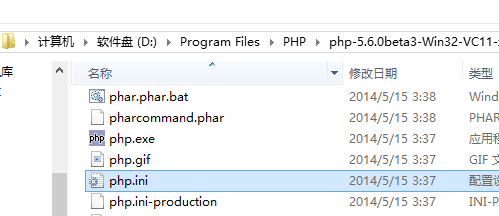 计算机 ▸ 软件盘 (D:) ▸ Program Files ▸ PHP ▸ php-5.6.0beta3-Win32-VC11-
库
名称 修改日期 类型
phar.phar.bat 2014/5/15 3:38 Wind
pharcommand.phar 2014/5/15 3:38 PHAR
php.exe 2014/5/15 3:37 应用程
php.gif 2014/5/15 3:37 GIF 文
php.ini 2014/5/15 3:37 配置设
php.ini-production 2014/5/15 3:37 INI-P